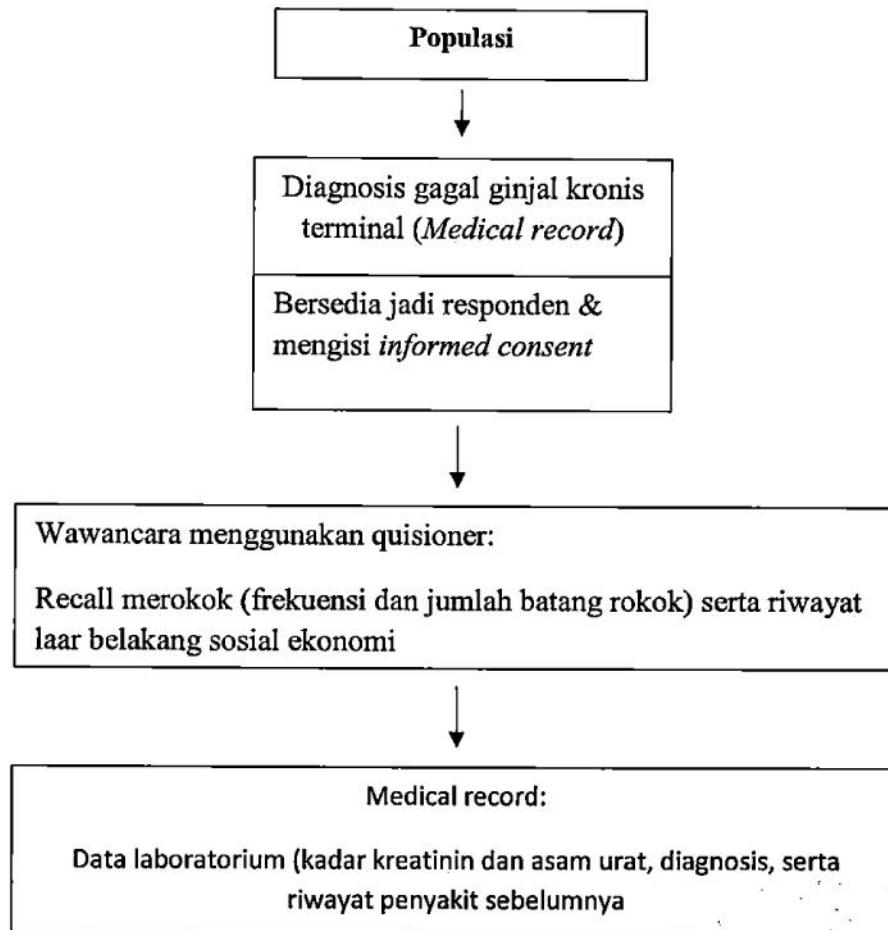 Populasi
Diagnosis gagal ginjal kronis
terminal (Medical record)
Bersedia jadi responden &
mengisi informed consent
Wawancara menggunakan quisioner:
Recall merokok (frekuensi dan jumlah batang rokok) serta riwayat
laar belakang sosial ekonomi
Medical record:
Data laboratorium (kadar kreatinin dan asam urat, diagnosis, serta
riwayat penyakit sebelumnya